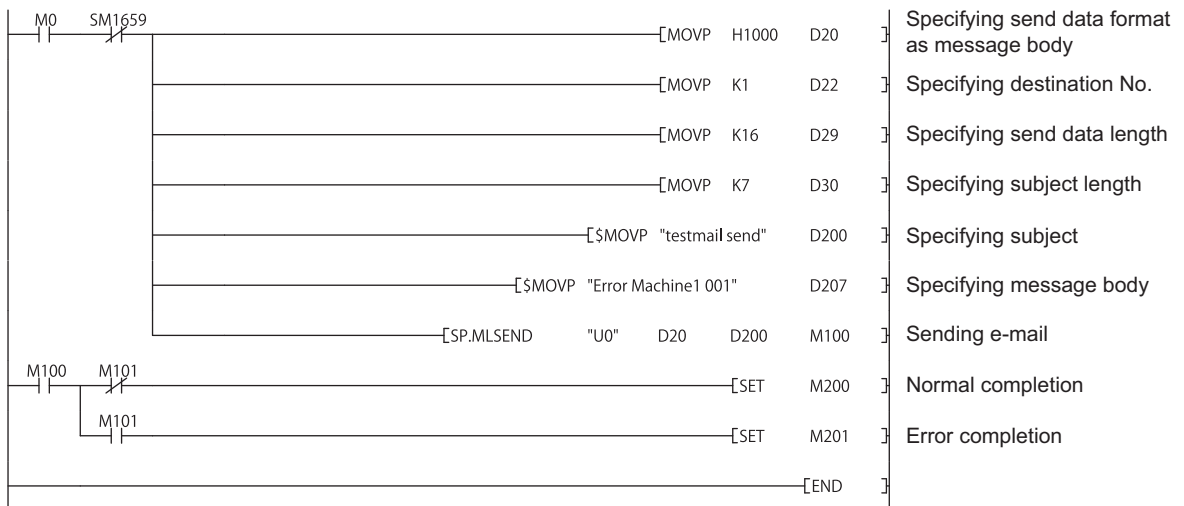 M0 SM1659 [MOVP H1000 D20 ] Specifying send data format
as message body
[MOVP K1 D22 ] Specifying destination No.
[MOVP K16 D29 ] Specifying send data length
[MOVP K7 D30 ] Specifying subject length
[$MOVP "testmail send" D200 ] Specifying subject
[$MOVP "Error Machine1 001" D207 ] Specifying message body
[SP.MLSEND "U0" D20 D200 M100 ] Sending e-mail
M100 M101 [SET M200 ] Normal completion
M101 [SET M201 ] Error completion
[END ]